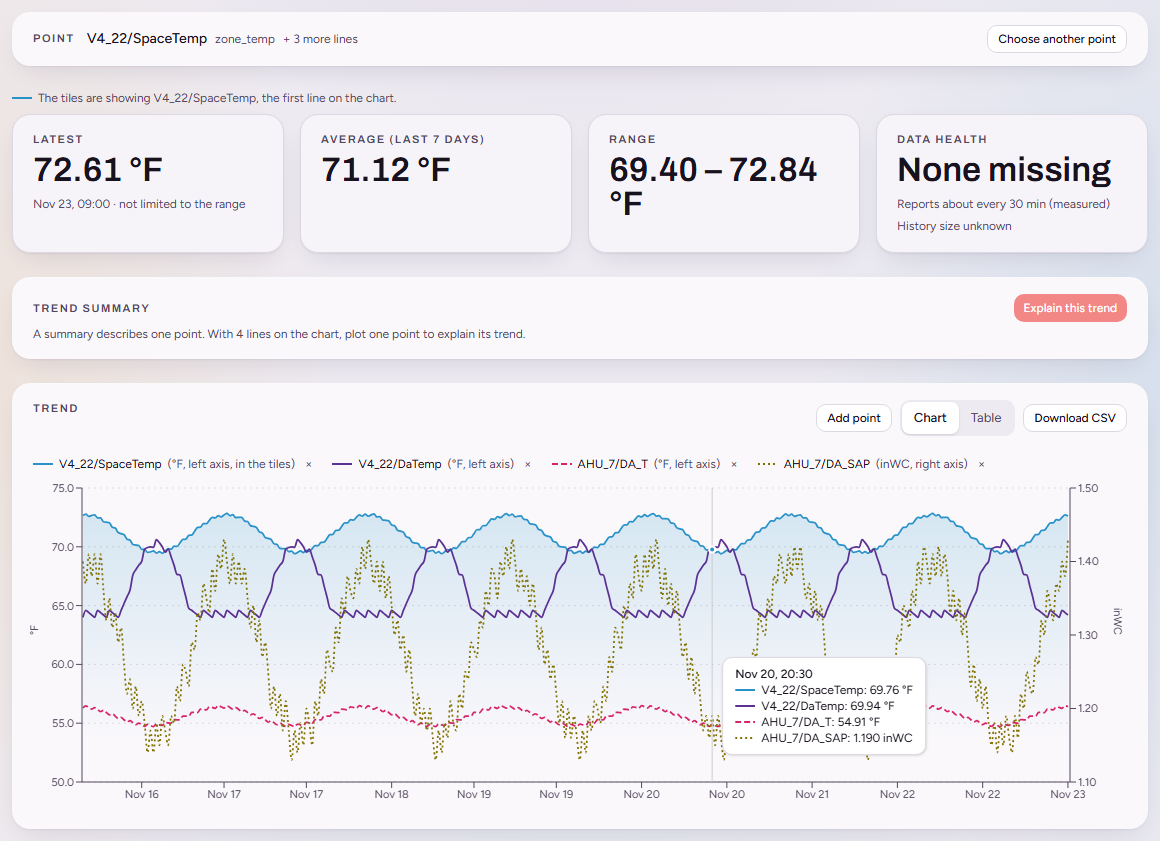 POINT V4_22/SpaceTemp zone_temp + 3 more lines Choose another point
The tiles are showing V4_22/SpaceTemp, the first line on the chart.
LATEST
72.61 °F
Nov 23, 09:00 · not limited to the range
AVERAGE (LAST 7 DAYS)
71.12 °F
RANGE
69.40 – 72.84
°F
DATA HEALTH
None missing
Reports about every 30 min (measured)
History size unknown
TREND SUMMARY Explain this trend
A summary describes one point. With 4 lines on the chart, plot one point to explain its trend.
TREND Add point Chart Table Download CSV
V4_22/SpaceTemp (°F, left axis, in the tiles) × V4_22/DaTemp (°F, left axis) × AHU_7/DA_T (°F, left axis) × AHU_7/DA_SAP (inWC, right axis) ×
75.0 1.50
70.0
1.40
65.0
°F 1.30 inWC
60.0
Nov 20, 20:30
V4_22/SpaceTemp: 69.76 °F
V4_22/DaTemp: 69.94 °F
1.20
55.0 AHU_7/DA_T: 54.91 °F
AHU_7/DA_SAP: 1.190 inWC
50.0 1.10
Nov 16 Nov 17 Nov 17 Nov 18 Nov 19 Nov 19 Nov 20 Nov 20 Nov 21 Nov 22 Nov 22 Nov 23